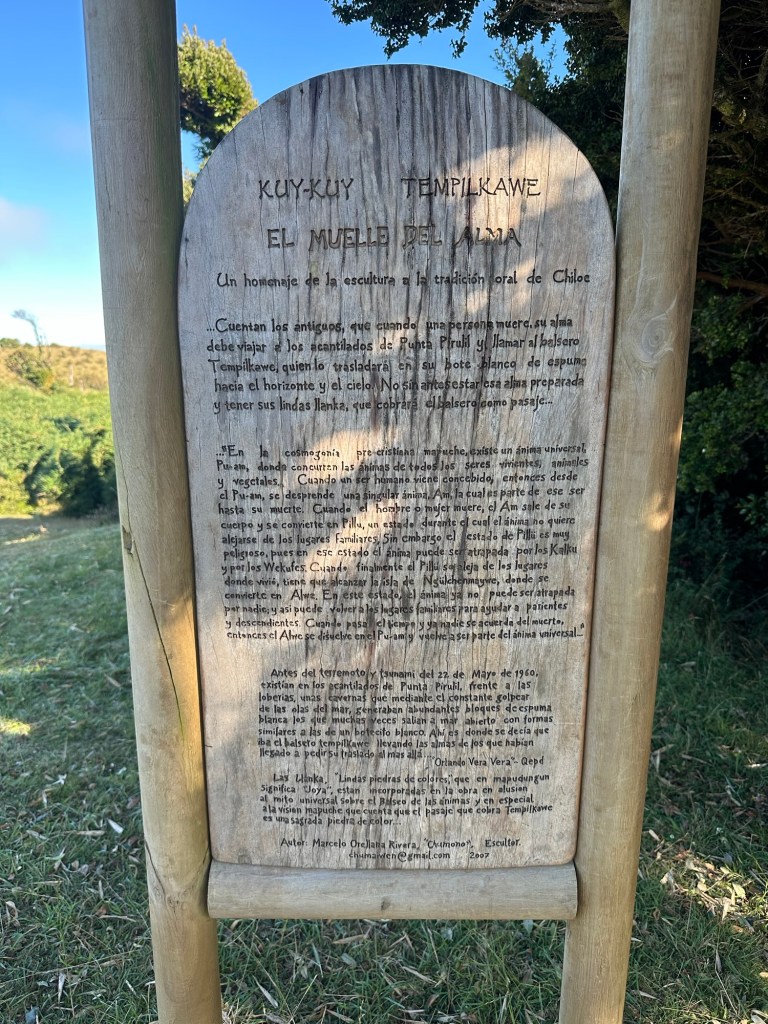 KUY-KUY TEMPILKAWE
EL MUELLE DEL ALMA
Un homenaje de la escultura a la tradición oral de Chiloe
...Cuentan los antiguos, que cuando una persona muere, su alma
debe viajar a los acantilados de Punta Pirulil y llamar al balsero
Tempilkawe, quien lo trasladará en su bote blanco de espuma
hacia el horizonte y el cielo. No sin antes estar esa alma preparada
y tener sus lindas llanka, que cobrará el balsero como pasaje...
..."En la cosmogonía pre-cristiana mapuche, existe un ánima universal,
Pu-am, donde concurren las ánimas de todos los seres vivientes, animales
y vegetales. Cuando un ser humano viene concebido, entonces desde
el Pu-am, se desprende una singular ánima, Am, la cual es parte de ese ser
hasta su muerte. Cuando el hombre o mujer muere, el Am sale de su
cuerpo y se convierte en Pillü, un estado durante el cual el ánima no quiere
alejarse de los lugares familiares. Sin embargo el estado de Pillü es muy
peligroso, pues en ese estado el ánima puede ser atrapada por los Kalku
y por los Wekufes. Cuando finalmente el Pillü se aleja de los lugares
donde vivió, tiene que alcanzar la isla de Ngülchenmaywe, donde se
convierte en Alwe. En este estado, el ánima ya no puede ser atrapada
por nadie; y así puede volver a los lugares familiares para ayudar a parientes
y descendientes. Cuando pasa el tiempo y ya nadie se acuerda del muerto,
entonces el Alwe se disuelve en el Pu-am y vuelve a ser parte del ánima universal..."
Antes del terremoto y tsunami del 22 de Mayo de 1960,
existían en los acantilados de Punta Pirulil, frente a las
loberías, unas cavernas que mediante el constante golpear
de las olas del mar, generaban abundantes bloques de espuma
blanca los que muchas veces salían a mar abierto con formas
similares a las de un botecito blanco. Ahí es donde se decía que
iba el balseto tempilkawe llevando las almas de los que habían
llegado a pedir su traslado al mas allá...
"Orlando Vera Vera"- Qepd
Las Llanka, "Lindas piedras de colores," que en mapudungun
significa "Joya", están incorporadas en la obra en alusión
al mito universal sobre el Balseo de las ánimas y en especial
a la visión mapuche que cuenta que el pasaje que cobra Tempilkawe
es una sagrada piedra de color...
Autor: Marcelo Orellana Rivera, "Chumono", Escultor.
chumaiven@gmail.com 2007